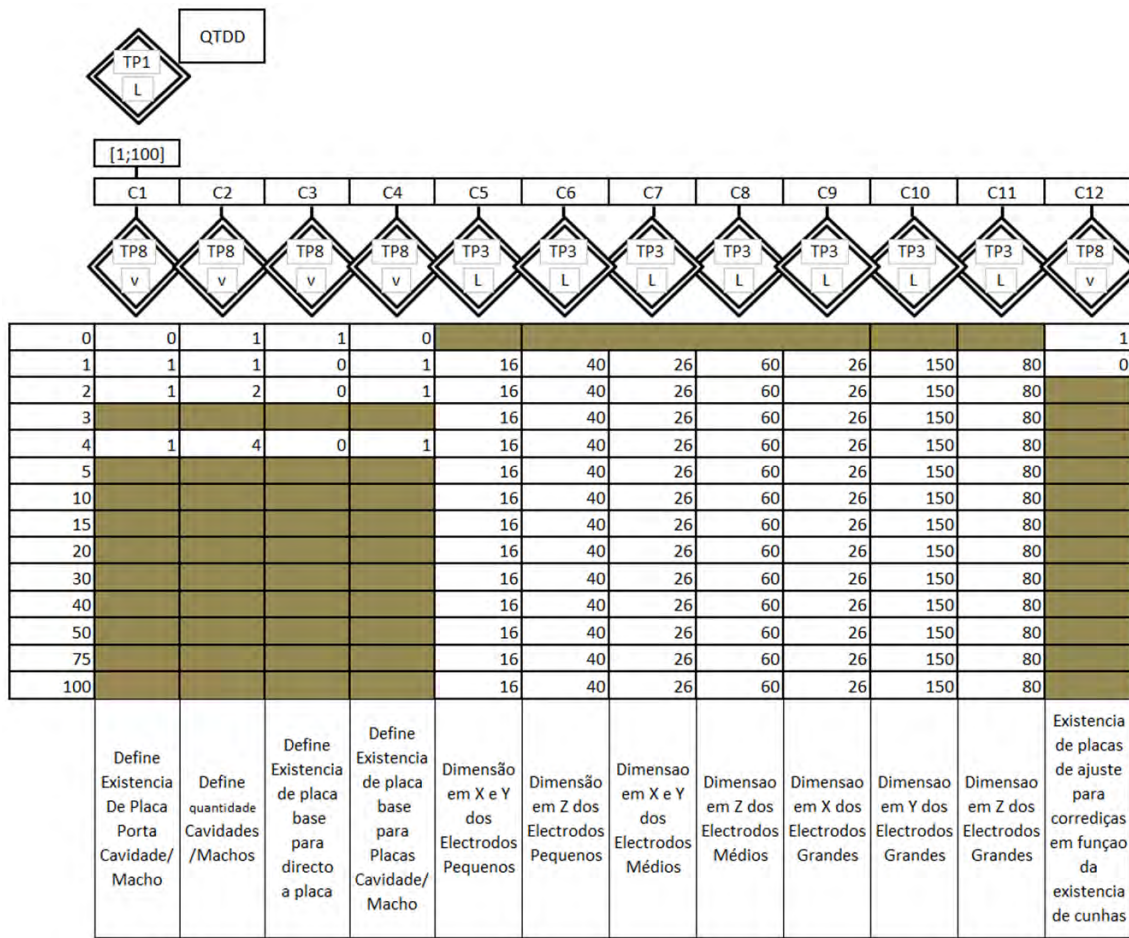 QTDD
TP1
L
[1;100]
C1 C2 C3 C4 C5 C6 C7 C8 C9 C10 C11 C12
TP8 TP8 TP8 TP8 TP3 TP3 TP3 TP3 TP3 TP3 TP3 TP8
v v v v L L L L L L L v
0 0 1 1 0 1
1 1 1 0 1 16 40 26 60 26 150 80 0
2 1 2 0 1 16 40 26 60 26 150 80
3 16 40 26 60 26 150 80
4 1 4 0 1 16 40 26 60 26 150 80
5 16 40 26 60 26 150 80
10 16 40 26 60 26 150 80
15 16 40 26 60 26 150 80
20 16 40 26 60 26 150 80
30 16 40 26 60 26 150 80
40 16 40 26 60 26 150 80
50 16 40 26 60 26 150 80
75 16 40 26 60 26 150 80
100 16 40 26 60 26 150 80
Define
Existencia
De Placa
Porta
Cavidade/
Macho
Define
quantidade
Cavidades
/Machos
Define
Existencia
de placa
base
para
directo
a placa
Define
Existencia
de placa
base
para
Placas
Cavidade/
Macho
Dimensão
em X e Y
dos
Electrodos
Pequenos
Dimensão
em Z dos
Electrodos
Pequenos
Dimensao
em X e Y
dos
Electrodos
Médios
Dimensao
em Z dos
Electrodos
Médios
Dimensao
em X dos
Electrodos
Grandes
Dimensao
em Y dos
Electrodos
Grandes
Dimensao
em Z dos
Electrodos
Grandes
Existencia
de placas
de ajuste
para
corrediças
em funçao
da
existencia
de cunhas